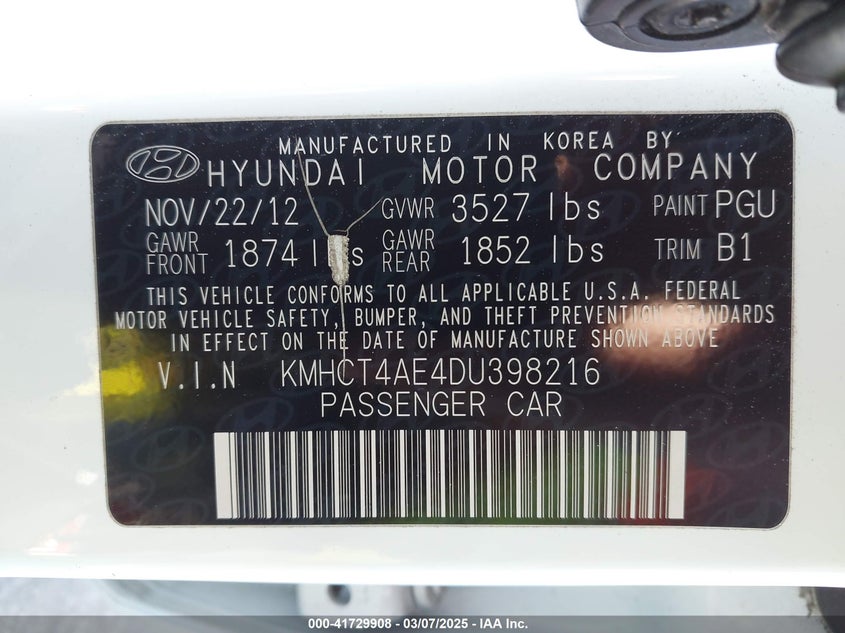 MANUFACTURED IN KOREA BY
HYUNDAI MOTOR COMPANY
NOV/22/12 GVWR 3527 lbs PAINT PGU
GAWR FRONT 1874 lbs GAWR REAR 1852 lbs TRIM B1
THIS VEHICLE CONFORMS TO ALL APPLICABLE U.S.A. FEDERAL
MOTOR VEHICLE SAFETY, BUMPER, AND THEFT PREVENTION STANDARDS
IN EFFECT ON THE DATE OF MANUFACTURE SHOWN ABOVE
V.I.N KMHCT4AE4DU398216
PASSENGER CAR
000-41729908 - 03/07/2025 - IAA Inc.